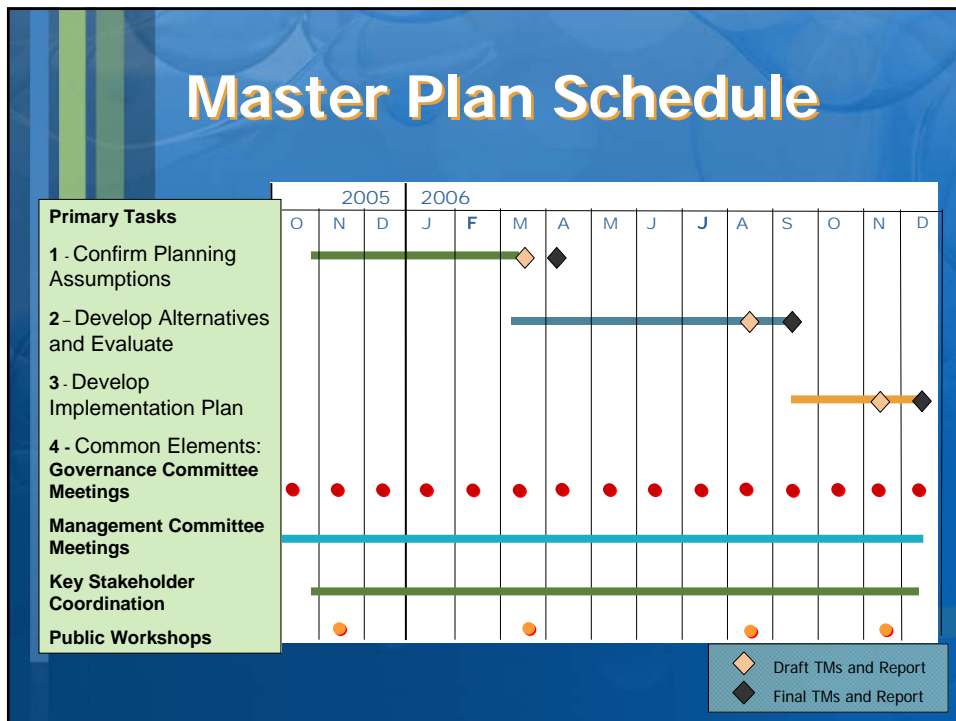 Master Plan Schedule
2005 2006
O N D J F M A M J J A S O N D
Primary Tasks
1 - Confirm Planning
Assumptions
2 – Develop Alternatives
and Evaluate
3 - Develop
Implementation Plan
4 - Common Elements:
Governance Committee
Meetings
Management Committee
Meetings
Key Stakeholder
Coordination
Public Workshops
Draft TMs and Report
Final TMs and Report